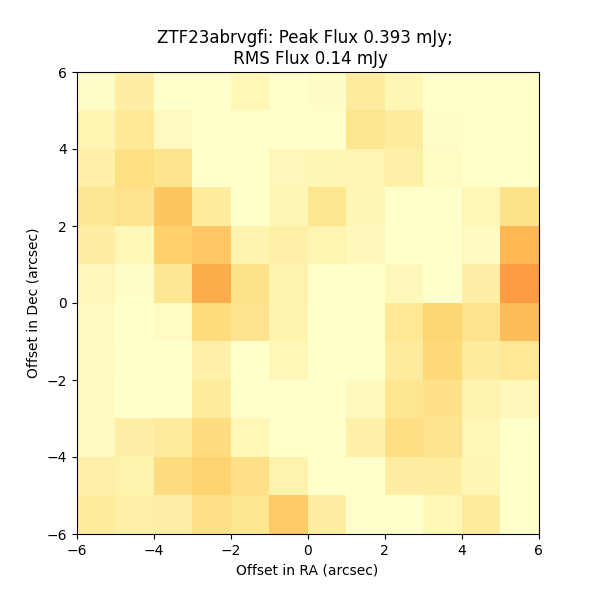 ZTF23abrvgfi: Peak Flux 0.393 mJy;
RMS Flux 0.14 mJy
6
4
2
0
−2
−4
−6
Offset in Dec (arcsec)
−6 −4 −2 0 2 4 6
Offset in RA (arcsec)